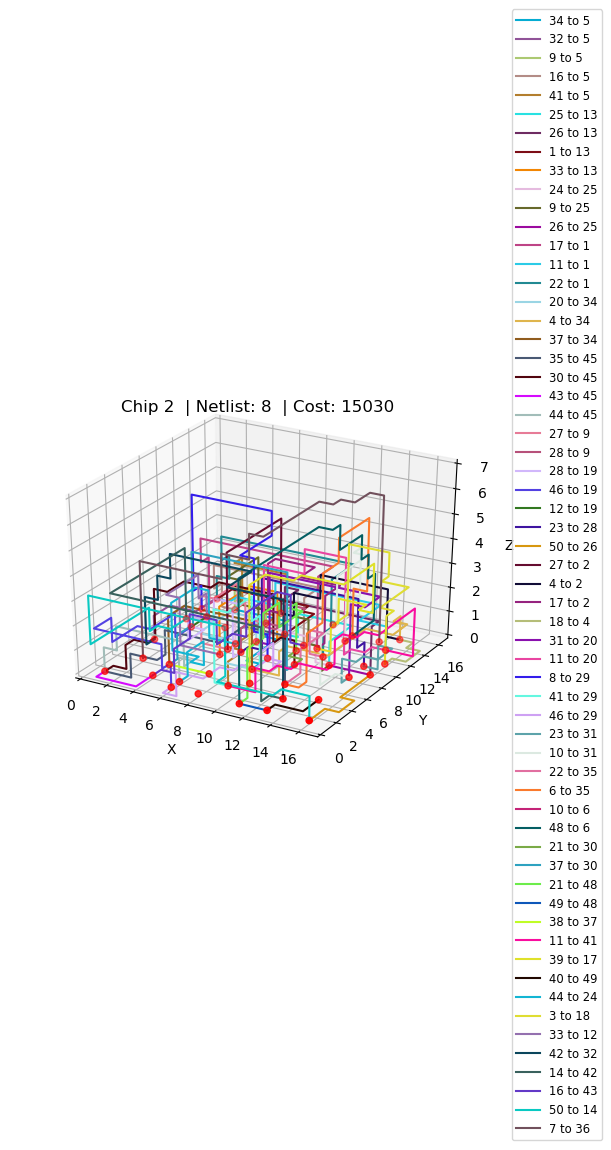 Chip 2  | Netlist: 8  | Cost: 15030
7
6
5
4
3
2
1
0
Z
0
2
4
6
8
10
12
14
16
X
0
2
4
6
8
10
12
14
16
Y
34 to 5
32 to 5
9 to 5
16 to 5
41 to 5
25 to 13
26 to 13
1 to 13
33 to 13
24 to 25
9 to 25
26 to 25
17 to 1
11 to 1
22 to 1
20 to 34
4 to 34
37 to 34
35 to 45
30 to 45
43 to 45
44 to 45
27 to 9
28 to 9
28 to 19
46 to 19
12 to 19
23 to 28
50 to 26
27 to 2
4 to 2
17 to 2
18 to 4
31 to 20
11 to 20
8 to 29
41 to 29
46 to 29
23 to 31
10 to 31
22 to 35
6 to 35
10 to 6
48 to 6
21 to 30
37 to 30
21 to 48
49 to 48
38 to 37
11 to 41
39 to 17
40 to 49
44 to 24
3 to 18
33 to 12
42 to 32
14 to 42
16 to 43
50 to 14
7 to 36